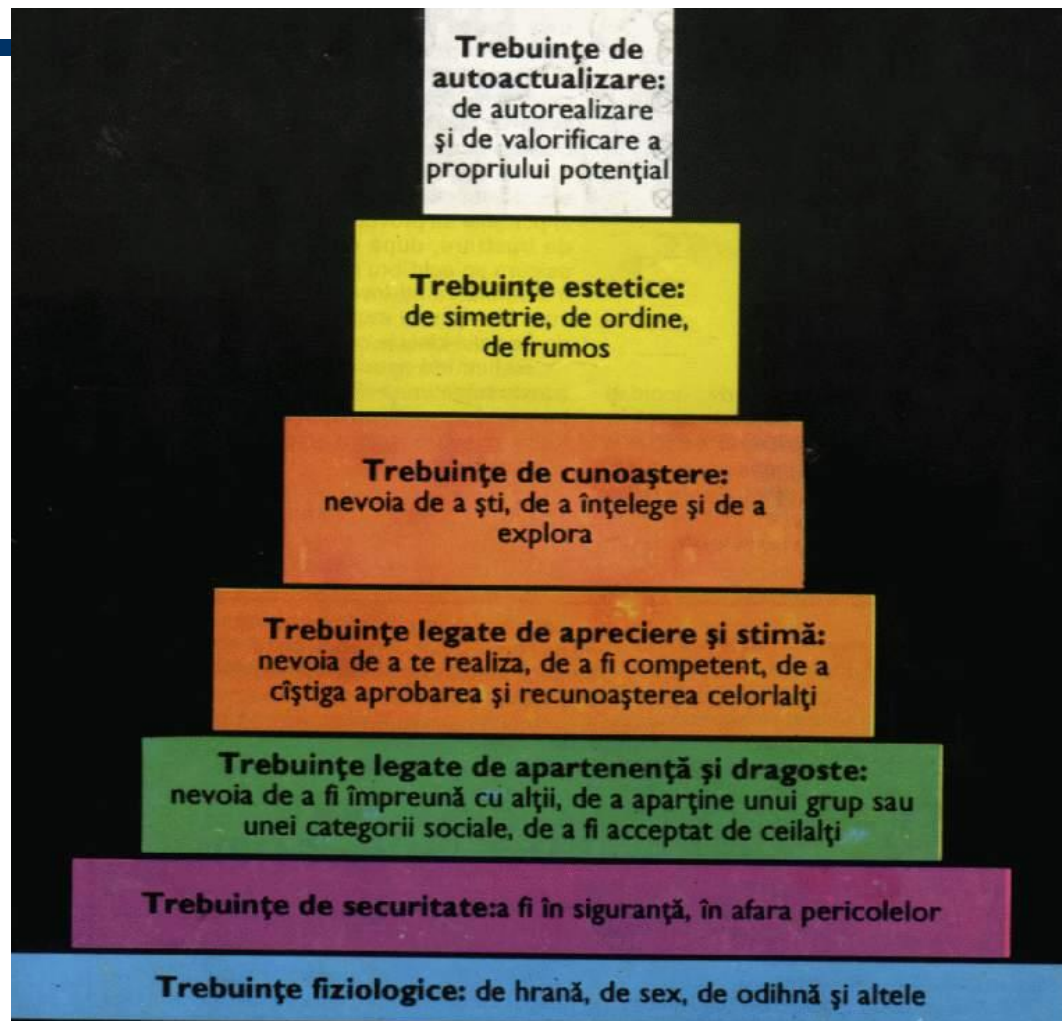 Trebuinţe de
autoactualizare:
de autorealizare
şi de valorificare a
propriului potenţial
Trebuinţe estetice:
de simetrie, de ordine,
de frumos
Trebuinţe de cunoaştere:
nevoia de a şti, de a înţelege şi de a
explora
Trebuinţe legate de apreciere şi stimă:
nevoia de a te realiza, de a fi competent, de a
cîştiga aprobarea şi recunoaşterea celorlalţi
Trebuinţe legate de apartenenţă şi dragoste:
nevoia de a fi împreună cu alţii, de a aparţine unui grup sau
unei categorii sociale, de a fi acceptat de ceilalţi
Trebuinţe de securitate:a fi în siguranţă, în afara pericolelor
Trebuinţe fiziologice: de hrană, de sex, de odihnă şi altele